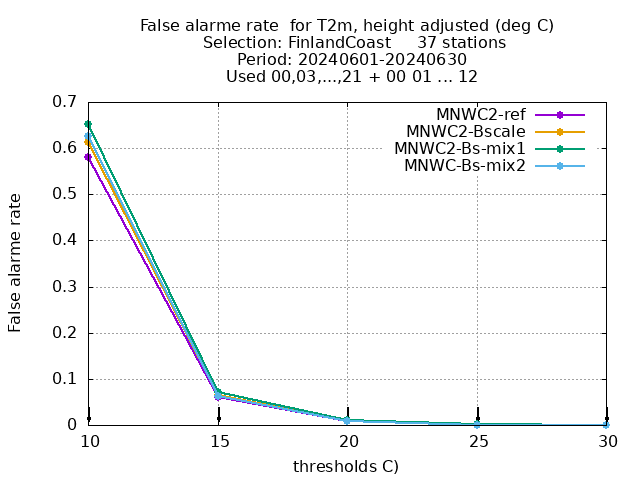 False alarme rate  for T2m, height adjusted (deg C)
Selection: FinlandCoast     37 stations
Period: 20240601-20240630
Used 00,03,...,21 + 00 01 ... 12
MNWC2-ref
MNWC2-Bscale
MNWC2-Bs-mix1
MNWC-Bs-mix2
False alarme rate
0.7
0.6
0.5
0.4
0.3
0.2
0.1
0
10 15 20 25 30
thresholds C)